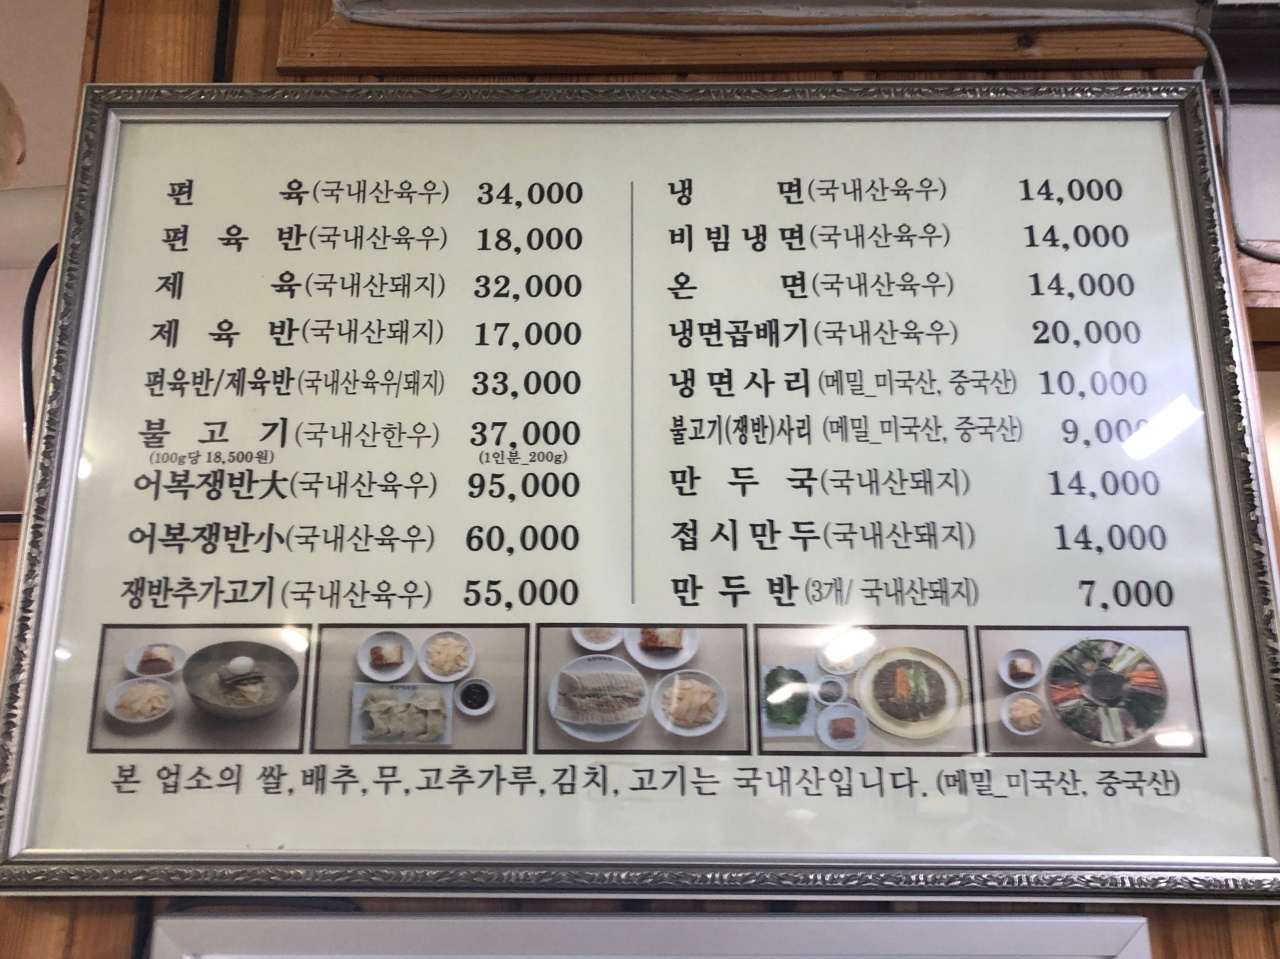 편 육(국내산육우) 34,000
편 육 반(국내산육우) 18,000
제 육(국내산돼지) 32,000
제 육 반(국내산돼지) 17,000
편육반/제육반(국내산육우/돼지) 33,000
불 고 기(국내산한우) 37,000
(100g당 18,500원) (1인분_200g)
어복쟁반大(국내산육우) 95,000
어복쟁반小(국내산육우) 60,000
쟁반추가고기(국내산육우) 55,000
냉 면(국내산육우) 14,000
비빔냉면(국내산육우) 14,000
온 면(국내산육우) 14,000
냉면곱배기(국내산육우) 20,000
냉면사리(메밀_미국산, 중국산) 10,000
불고기(쟁반)사리 (메밀_미국산, 중국산) 9,000
만 두 국(국내산돼지) 14,000
접시만두(국내산돼지) 14,000
만 두 반(3개/ 국내산돼지) 7,000
본 업소의 쌀,배추,무,고추가루,김치,고기는 국내산입니다. (메밀_미국산, 중국산)